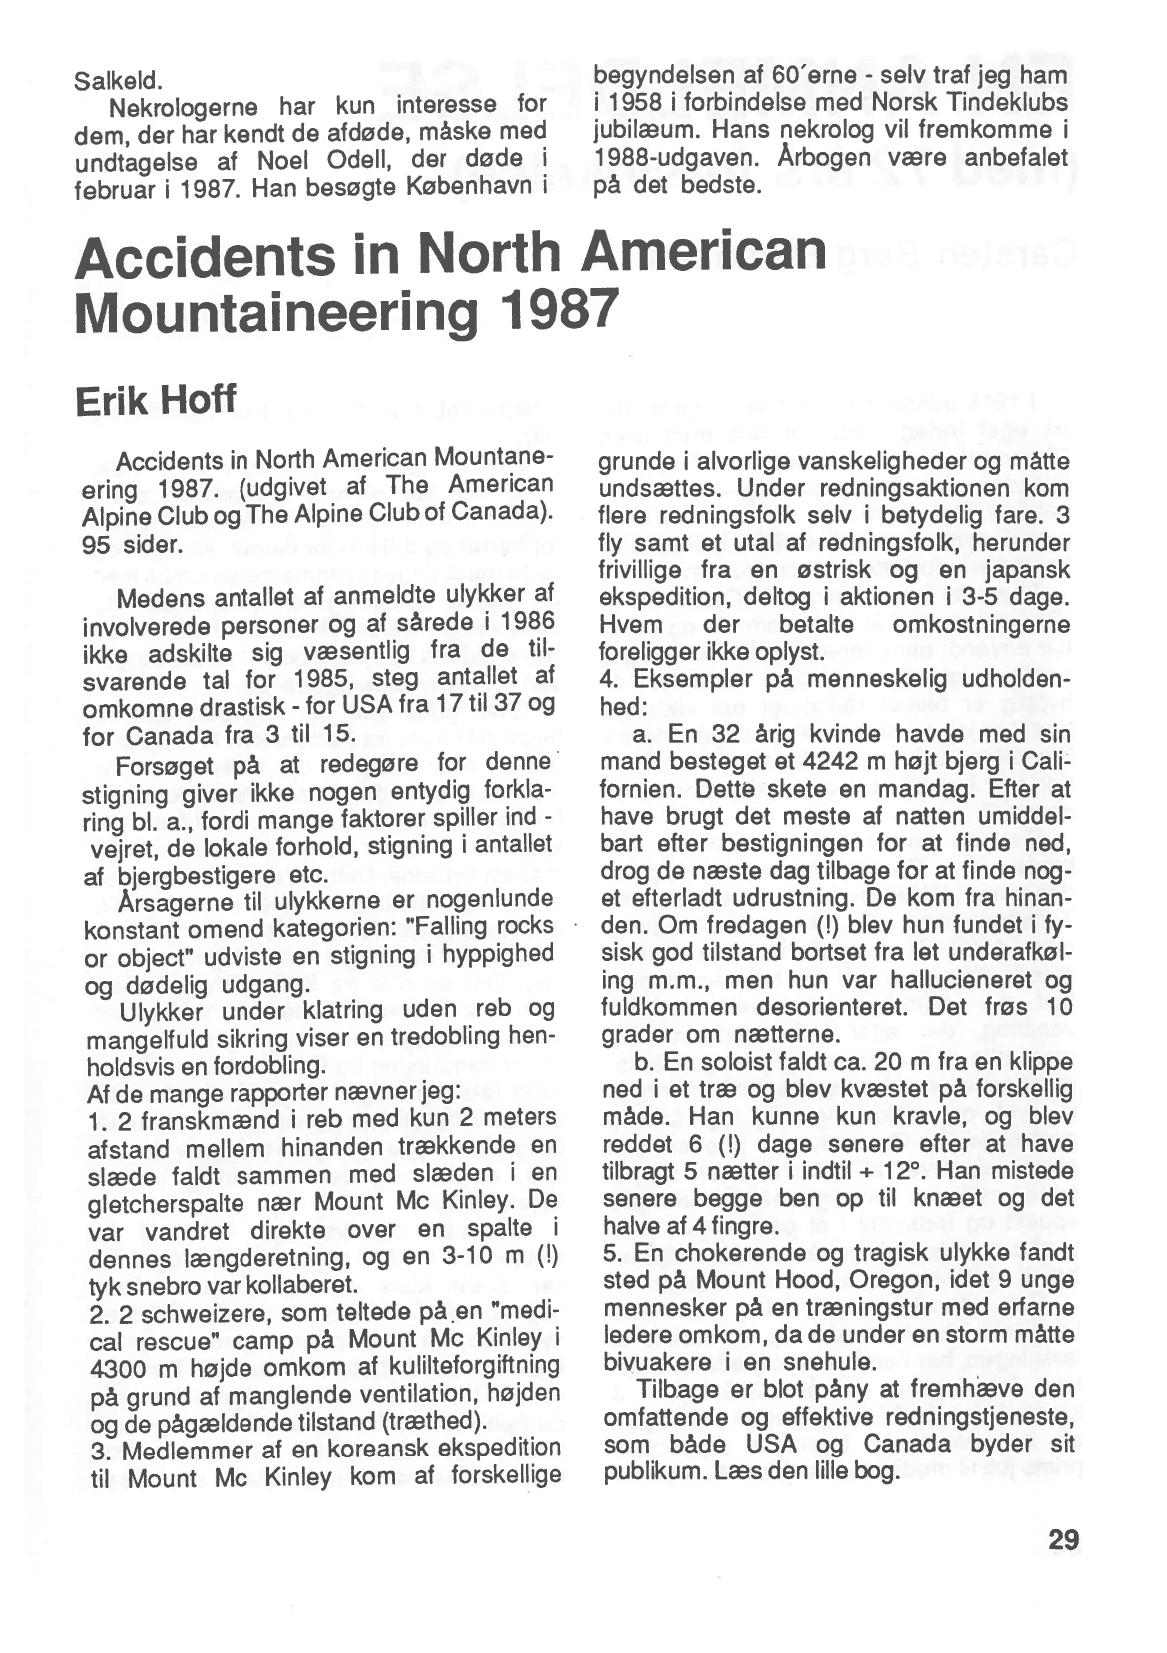 Salkeld.
Nekrologerne har kun interesse for
dem, der har kendt de afdøde, måske med
undtagelse af Noel Odell, der døde i
februar i 1987. Han besøgte København i
begyndelsen af 60´erne - selv traf jeg ham
i 1958 i forbindelse med Norsk Tindeklubs
jubilæum. Hans nekrolog vil fremkomme i
1988-udgaven. Årbogen være anbefalet
på det bedste.
Accidents in North American
Mountaineering 1987
Erik Hoff
Accidents in North American Mountane-
ering 1987. (udgivet af The American
Alpine Club og The Alpine Club of Canada).
95 sider.
Medens antallet af anmeldte ulykker af
involverede personer og af sårede i 1986
ikke adskilte sig væsentlig fra de til-
svarende tal for 1985, steg antallet af
omkomne drastisk - for USA fra 17 til 37 og
for Canada fra 3 til 15.
Forsøget på at redegøre for denne
stigning giver ikke nogen entydig forkla-
ring bl. a., fordi mange faktorer spiller ind -
vejret, de lokale forhold, stigning i antallet
af bjergbestigere etc.
Årsagerne til ulykkerne er nogenlunde
konstant omend kategorien: "Falling rocks
or object" udviste en stigning i hyppighed
og dødelig udgang.
Ulykker under klatring uden reb og
mangelfuld sikring viser en tredobling hen-
holdsvis en fordobling.
Af de mange rapporter nævner jeg:
1. 2 franskmænd i reb med kun 2 meters
afstand mellem hinanden trækkende en
slæde faldt sammen med slæden i en
gletcherspalte nær Mount Mc Kinley. De
var vandret direkte over en spalte i
dennes længderetning, og en 3-10 m (!)
tyk snebro var kollaberet.
2. 2 schweizere, som teltede på en "medi-
cal rescue" camp på Mount Mc Kinley i
4300 m højde omkom af kulilteforgiftning
på grund af manglende ventilation, højden
og de pågældende tilstand (træthed).
3. Medlemmer af en koreansk ekspedition
til Mount Mc Kinley kom af forskellige
grunde i alvorlige vanskeligheder og måtte
undsættes. Under redningsaktionen kom
flere redningsfolk selv i betydelig fare. 3
fly samt et utal af redningsfolk, herunder
frivillige fra en østrisk og en japansk
ekspedition, deltog i aktionen i 3-5 dage.
Hvem der betalte omkostningerne
foreligger ikke oplyst.
4. Eksempler på menneskelig udholden-
hed:
a. En 32 årig kvinde havde med sin
mand besteget et 4242 m højt bjerg i Cali-
fornien. Dette skete en mandag. Efter at
have brugt det meste af natten umiddel-
bart efter bestigningen for at finde ned,
drog de næste dag tilbage for at finde nog-
et efterladt udrustning. De kom fra hinan-
den. Om fredagen (!) blev hun fundet i fy-
sisk god tilstand bortset fra let underafkøl-
ing m.m., men hun var hallucieneret og
fuldkommen desorienteret. Det frøs 10
grader om nætterne.
b. En soloist faldt ca. 20 m fra en klippe
ned i et træ og blev kvæstet på forskellig
måde. Han kunne kun kravle, og blev
reddet 6 (!) dage senere efter at have
tilbragt 5 nætter i indtil ÷ 12°. Han mistede
senere begge ben op til knæet og det
halve af 4 fingre.
5. En chokerende og tragisk ulykke fandt
sted på Mount Hood, Oregon, idet 9 unge
mennesker på en træningstur med erfarne
ledere omkom, da de under en storm måtte
bivuakere i en snehule.
Tilbage er blot påny at fremhæve den
omfattende og effektive redningstjeneste,
som både USA og Canada byder sit
publikum. Læs den lille bog.
29